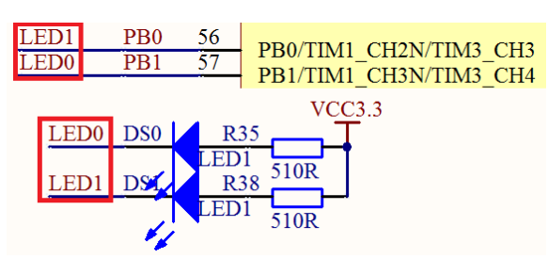 LED1 PB0 56
LED0 PB1 57
PB0/TIM1_CH2N/TIM3_CH3
PB1/TIM1_CH3N/TIM3_CH4
VCC3.3
LED0 DS0 R35
LED1
510R
LED1 DS1 R38
LED1
510R